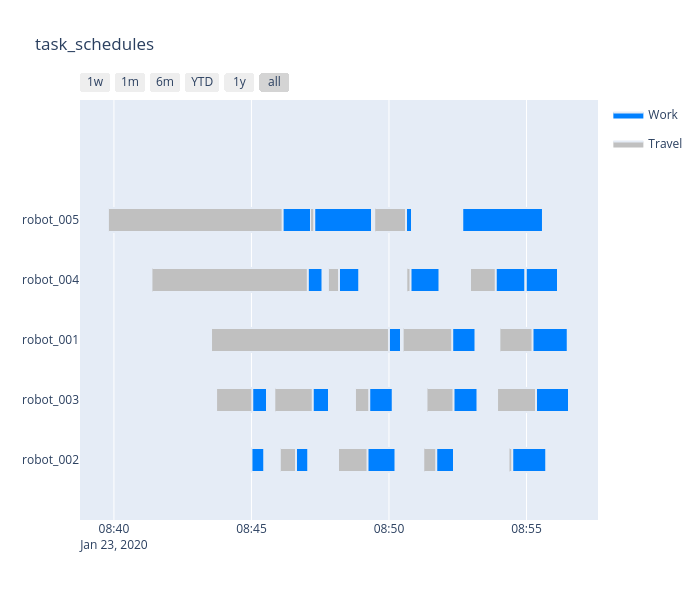 task_schedules
1w 1m 6m YTD 1y all
Work
Travel
robot_005
robot_004
robot_001
robot_003
robot_002
08:40 08:45 08:50 08:55
Jan 23, 2020